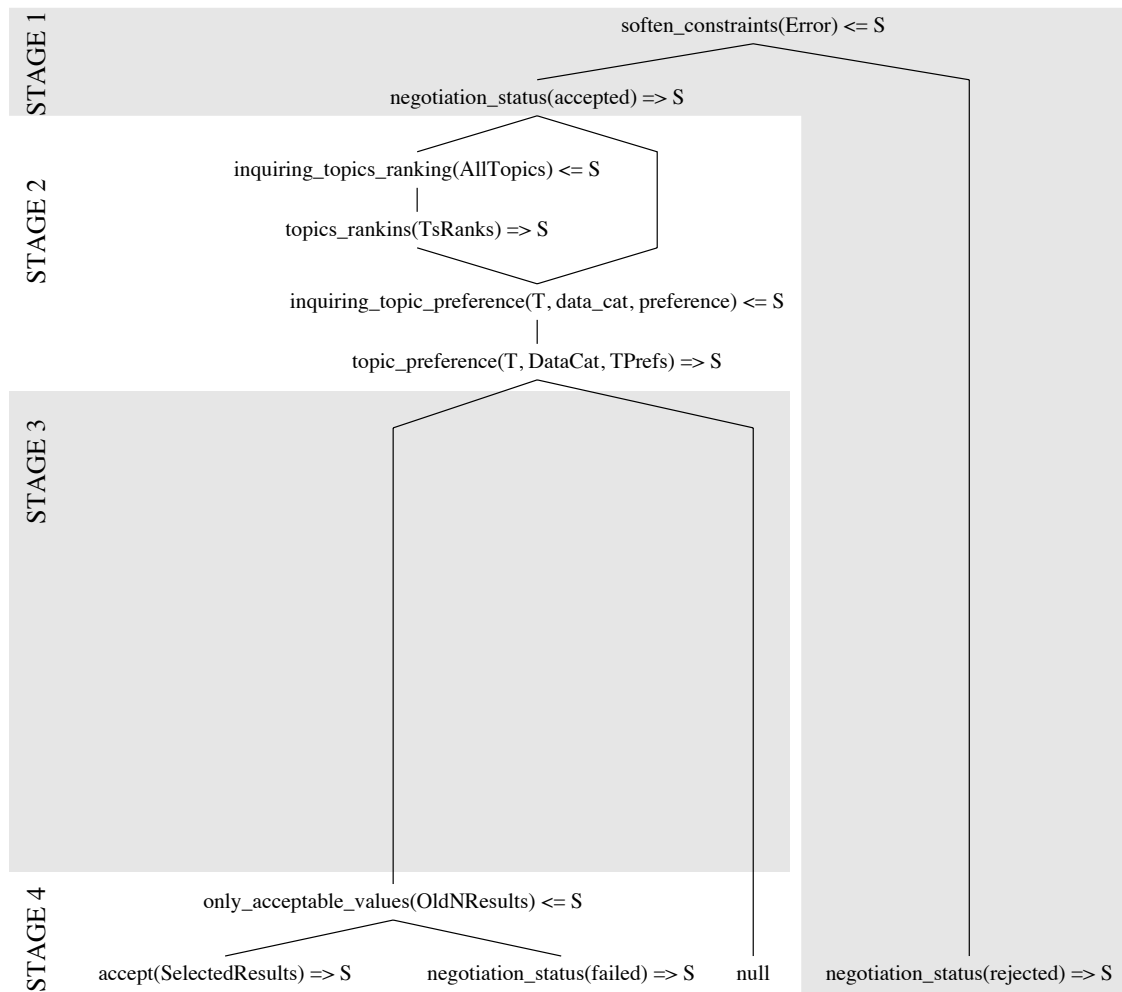 STAGE 1
soften_constraints(Error) <= S
negotiation_status(accepted) => S
STAGE 2
inquiring_topics_ranking(AllTopics) <= S
topics_rankins(TsRanks) => S
inquiring_topic_preference(T, data_cat, preference) <= S
topic_preference(T, DataCat, TPrefs) => S
STAGE 3
STAGE 4
only_acceptable_values(OldNResults) <= S
accept(SelectedResults) => S
negotiation_status(failed) => S
null
negotiation_status(rejected) => S